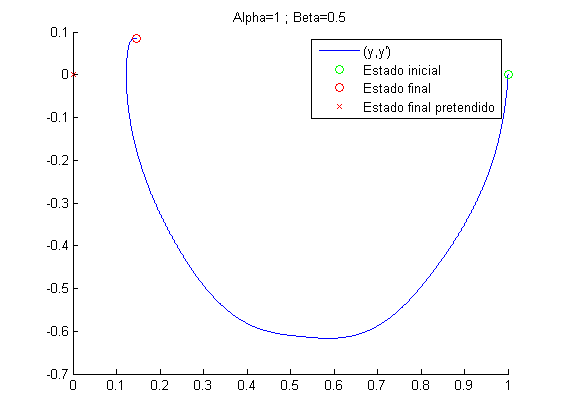 Alpha=1 ; Beta=0.5
0.1
0
-0.1
-0.2
-0.3
-0.4
-0.5
-0.6
-0.7
0 0.1 0.2 0.3 0.4 0.5 0.6 0.7 0.8 0.9 1
(y,y')
Estado inicial
Estado final
Estado final pretendido